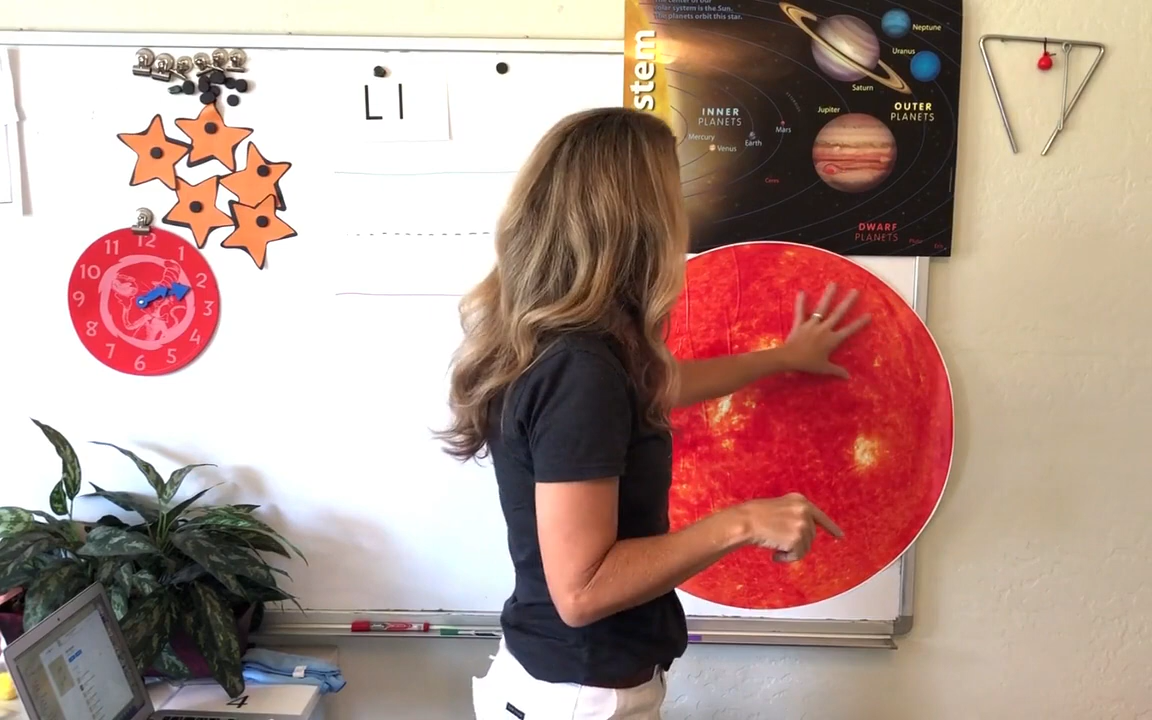 The center of our
solar system is the Sun.
The planets orbit this star.
stem
Neptune
Uranus
Saturn
OUTER
PLANETS
Jupiter
INNER
PLANETS
Mars
Mercury
Earth
Venus
Ceres
DWARF
PLANETS
Pluto
Eris
Ll
12
1
2
3
4
5
6
7
8
9
10
11
4